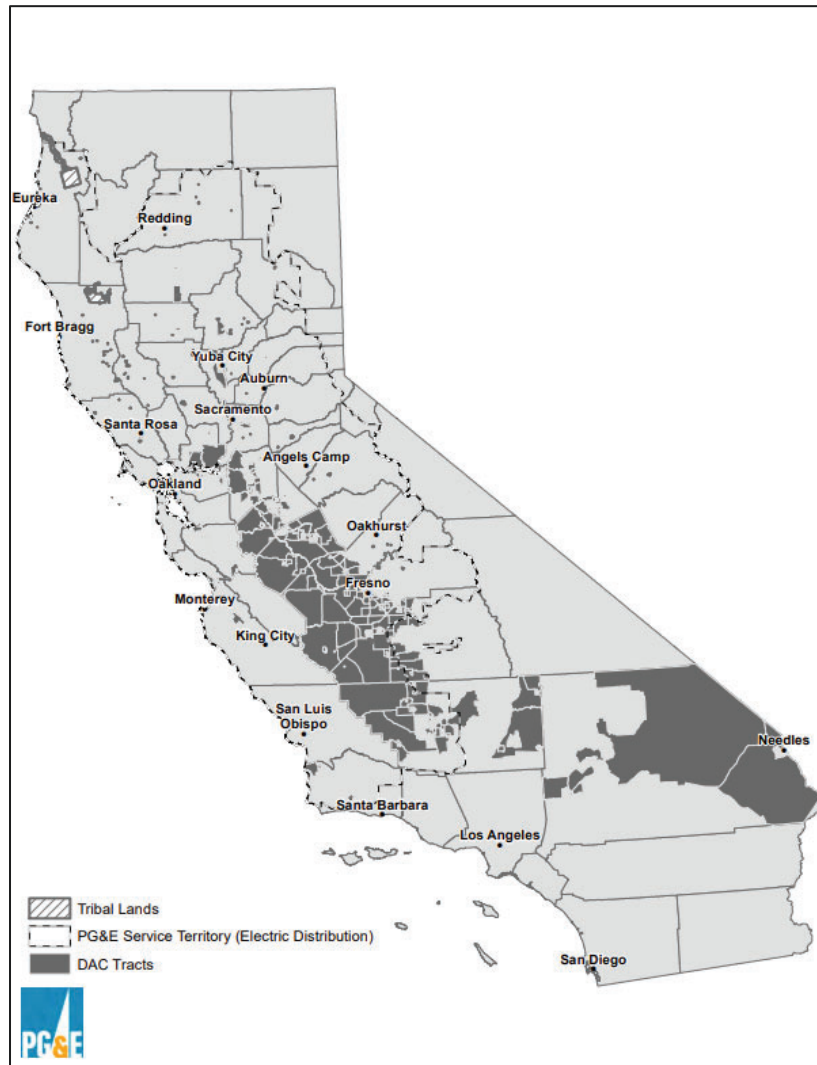 Eureka
Redding
Fort Bragg
Yuba City
Auburn
Sacramento
Santa Rosa
Angels Camp
Oakland
Oakhurst
Fresno
Monterey
King City
San Luis
Obispo
Needles
Santa Barbara
Los Angeles
San Diego
Tribal Lands
PG&E Service Territory (Electric Distribution)
DAC Tracts
PG&E